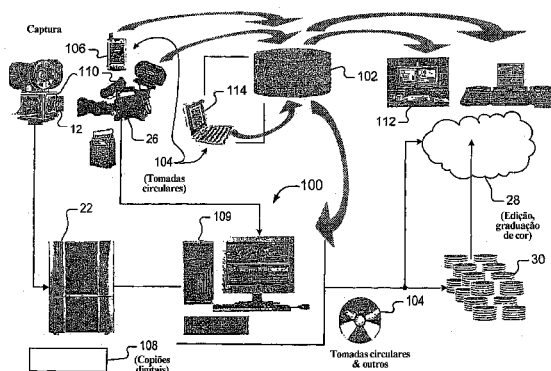 Captura
106
110
12
26
114
102
112
104
(Tomadas
circulares)
100
28
(Edição,
graduação
de cor)
22
109
30
104
Tomadas circulares
& outros
108
(Copiões
digitais)